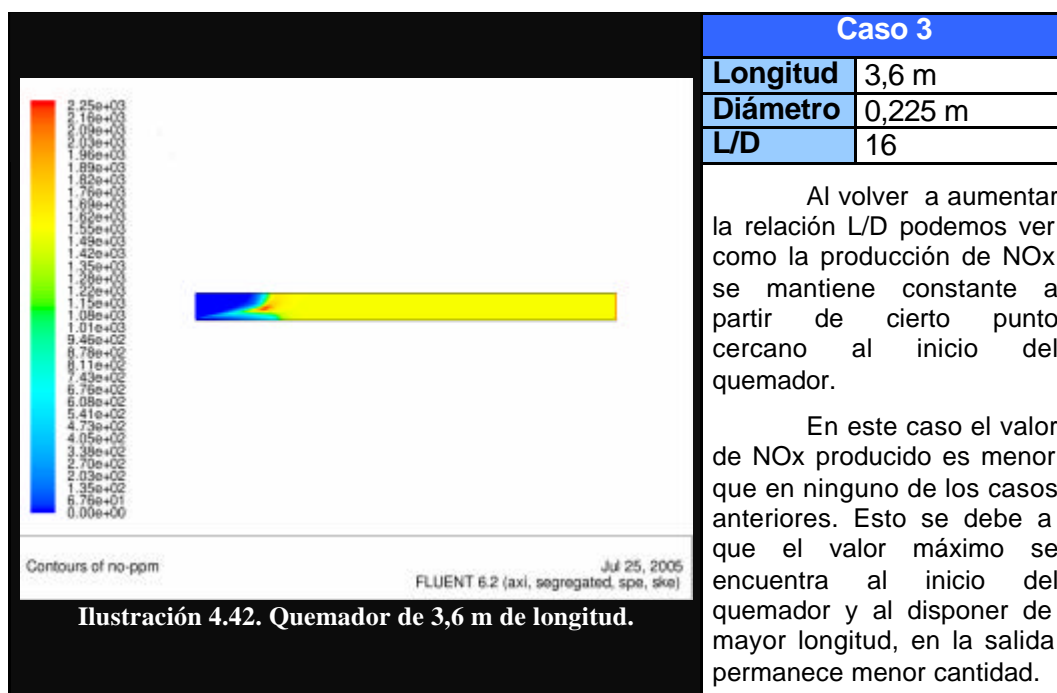 2.25e+03
2.16e+03
2.09e+03
2.03e+03
1.96e+03
1.89e+03
1.82e+03
1.76e+03
1.69e+03
1.62e+03
1.55e+03
1.49e+03
1.42e+03
1.35e+03
1.28e+03
1.22e+03
1.15e+03
1.08e+03
1.01e+03
9.46e+02
8.78e+02
8.11e+02
7.43e+02
6.76e+02
6.08e+02
5.41e+02
4.73e+02
4.05e+02
3.38e+02
2.70e+02
2.03e+02
1.35e+02
6.76e+01
0.00e+00
Contours of no-ppm
Jul 25, 2005
FLUENT 6.2 (axi, segregated, spe, ske)
Ilustración 4.42. Quemador de 3,6 m de longitud.
Caso 3
Longitud 3,6 m
Diámetro 0,225 m
L/D 16
Al volver a aumentar
la relación L/D podemos ver
como la producción de NOx
se mantiene constante a
partir de cierto punto
cercano al inicio del
quemador.
En este caso el valor
de NOx producido es menor
que en ninguno de los casos
anteriores. Esto se debe a
que el valor máximo se
encuentra al inicio del
quemador y al disponer de
mayor longitud, en la salida
permanece menor cantidad.